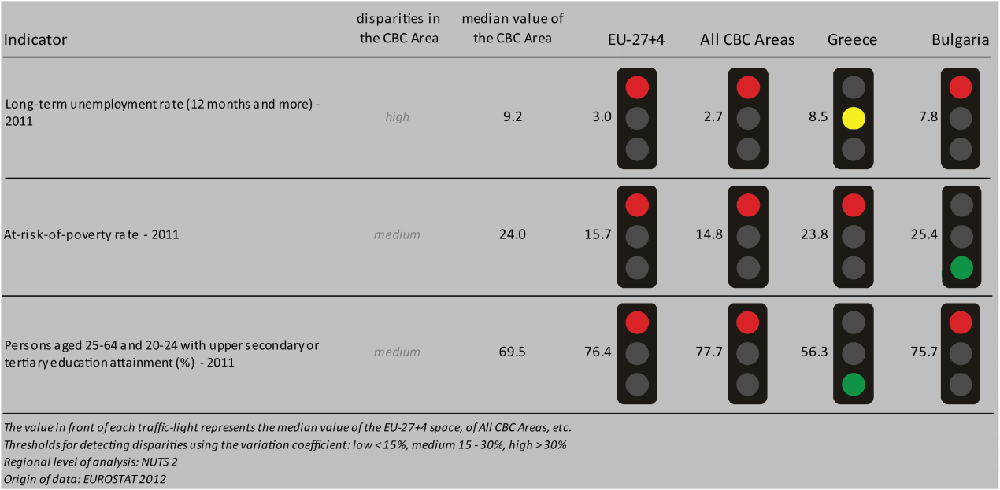 disparities in
the CBC Area
median value of
the CBC Area
Indicator
EU-27+4
All CBC Areas
Greece
Bulgaria
Long-term unemployment rate (12 months and more) -
2011
high
9.2
3.0
2.7
8.5
7.8
At-risk-of-poverty rate - 2011
medium
24.0
15.7
14.8
23.8
25.4
Persons aged 25-64 and 20-24 with upper secondary or
tertiary education attainment (%) - 2011
medium
69.5
76.4
77.7
56.3
75.7
The value in front of each traffic-light represents the median value of the EU-27+4 space, of All CBC Areas, etc.
Thresholds for detecting disparities using the variation coefficient: low < 15%, medium 15 - 30%, high > 30%
Regional level of analysis: NUTS 2
Origin of data: EUROSTAT 2012